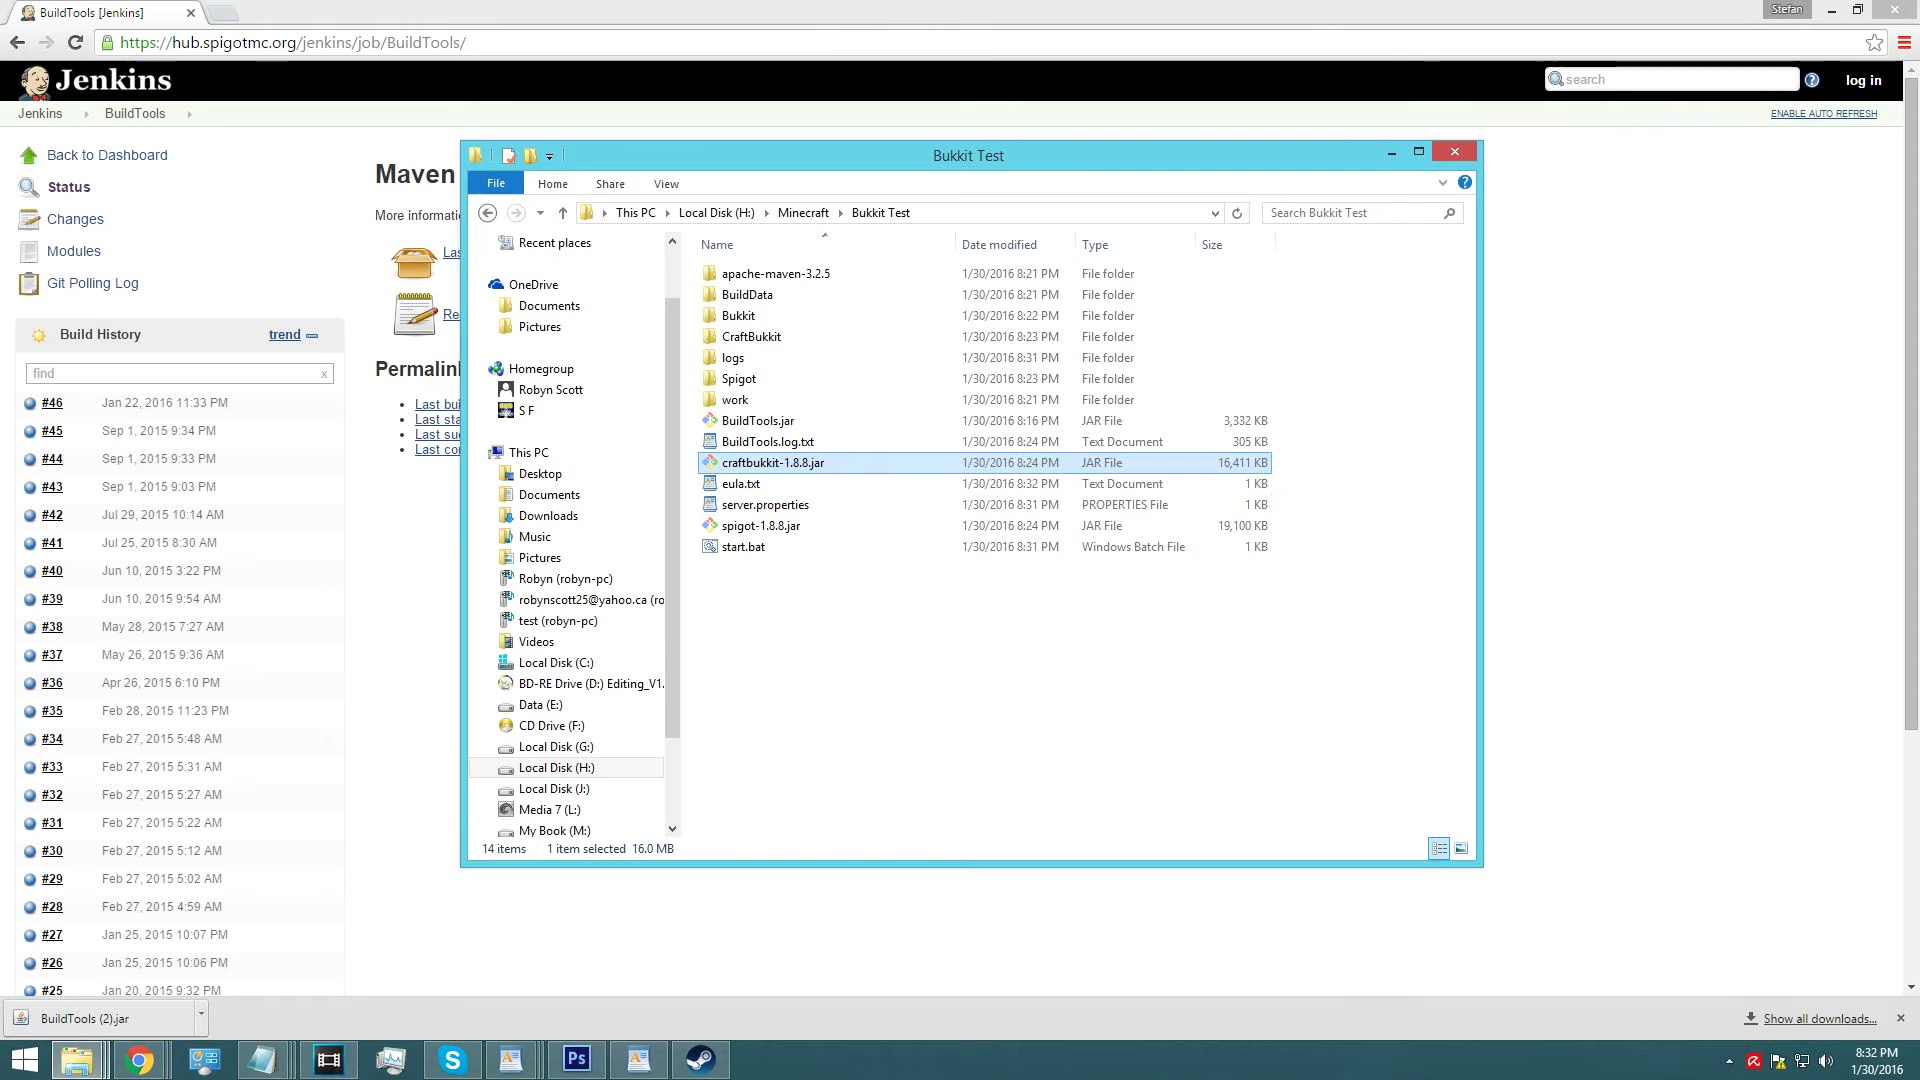 BuildTools [Jenkins]
Stefan
https://hub.spigotmc.org/jenkins/job/BuildTools/
Jenkins
search
log in
Jenkins
BuildTools
ENABLE AUTO REFRESH
Back to Dashboard
Status
Changes
Modules
Git Polling Log
Build History
trend
find
x
#46 Jan 22, 2016 11:33 PM
#45 Sep 1, 2015 9:34 PM
#44 Sep 1, 2015 9:33 PM
#43 Sep 1, 2015 9:03 PM
#42 Jul 29, 2015 10:14 AM
#41 Jul 25, 2015 8:30 AM
#40 Jun 10, 2015 3:22 PM
#39 Jun 10, 2015 9:54 AM
#38 May 28, 2015 7:27 AM
#37 May 26, 2015 9:36 AM
#36 Apr 26, 2015 6:10 PM
#35 Feb 28, 2015 11:23 PM
#34 Feb 27, 2015 5:48 AM
#33 Feb 27, 2015 5:31 AM
#32 Feb 27, 2015 5:27 AM
#31 Feb 27, 2015 5:22 AM
#30 Feb 27, 2015 5:12 AM
#29 Feb 27, 2015 5:02 AM
#28 Feb 27, 2015 4:59 AM
#27 Jan 25, 2015 10:07 PM
#26 Jan 25, 2015 10:06 PM
#25 Jan 20, 2015 9:32 PM
Maven
More informatio
Las
Re
Permalin
Last bui
Last sta
Last su
Last co
Bukkit Test
File Home Share View
This PC Local Disk (H:) Minecraft Bukkit Test
Search Bukkit Test
Recent places
OneDrive
Documents
Pictures
Homegroup
Robyn Scott
S F
This PC
Desktop
Documents
Downloads
Music
Pictures
Robyn (robyn-pc)
robynscott25@yahoo.ca (ro
test (robyn-pc)
Videos
Local Disk (C:)
BD-RE Drive (D:) Editing_V1.
Data (E:)
CD Drive (F:)
Local Disk (G:)
Local Disk (H:)
Local Disk (J:)
Media 7 (L:)
My Book (M:)
Name Date modified Type Size
apache-maven-3.2.5 1/30/2016 8:21 PM File folder
BuildData 1/30/2016 8:21 PM File folder
Bukkit 1/30/2016 8:22 PM File folder
CraftBukkit 1/30/2016 8:23 PM File folder
logs 1/30/2016 8:31 PM File folder
Spigot 1/30/2016 8:23 PM File folder
work 1/30/2016 8:21 PM File folder
BuildTools.jar 1/30/2016 8:16 PM JAR File 3,332 KB
BuildTools.log.txt 1/30/2016 8:24 PM Text Document 305 KB
craftbukkit-1.8.8.jar 1/30/2016 8:24 PM JAR File 16,411 KB
eula.txt 1/30/2016 8:32 PM Text Document 1 KB
server.properties 1/30/2016 8:31 PM PROPERTIES File 1 KB
spigot-1.8.8.jar 1/30/2016 8:24 PM JAR File 19,100 KB
start.bat 1/30/2016 8:31 PM Windows Batch File 1 KB
14 items 1 item selected 16.0 MB
BuildTools (2).jar
Show all downloads...
Ps
8:32 PM
1/30/2016